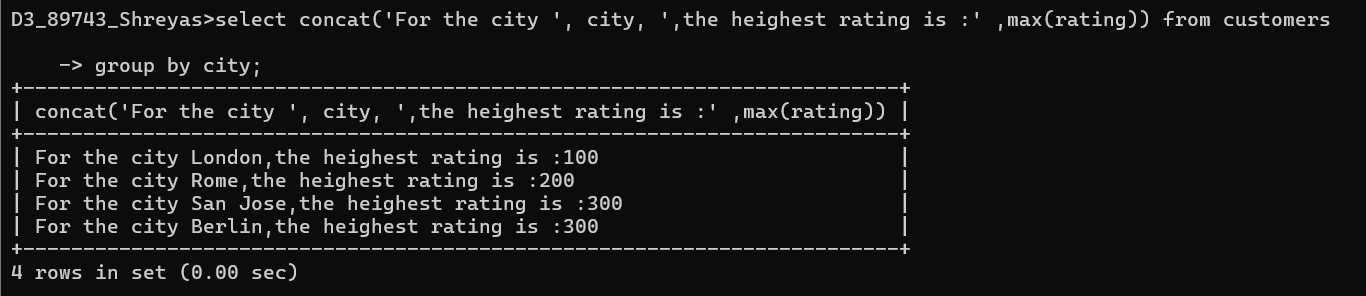 D3_89743_Shreyas>select concat('For the city ', city, ',the heighest rating is :' ,max(rating)) from customers
    -> group by city;
+-------------------------------------------------------------------------+
| concat('For the city ', city, ',the heighest rating is :' ,max(rating)) |
+-------------------------------------------------------------------------+
| For the city London,the heighest rating is :100                         |
| For the city Rome,the heighest rating is :200                           |
| For the city San Jose,the heighest rating is :300                       |
| For the city Berlin,the heighest rating is :300                         |
+-------------------------------------------------------------------------+
4 rows in set (0.00 sec)